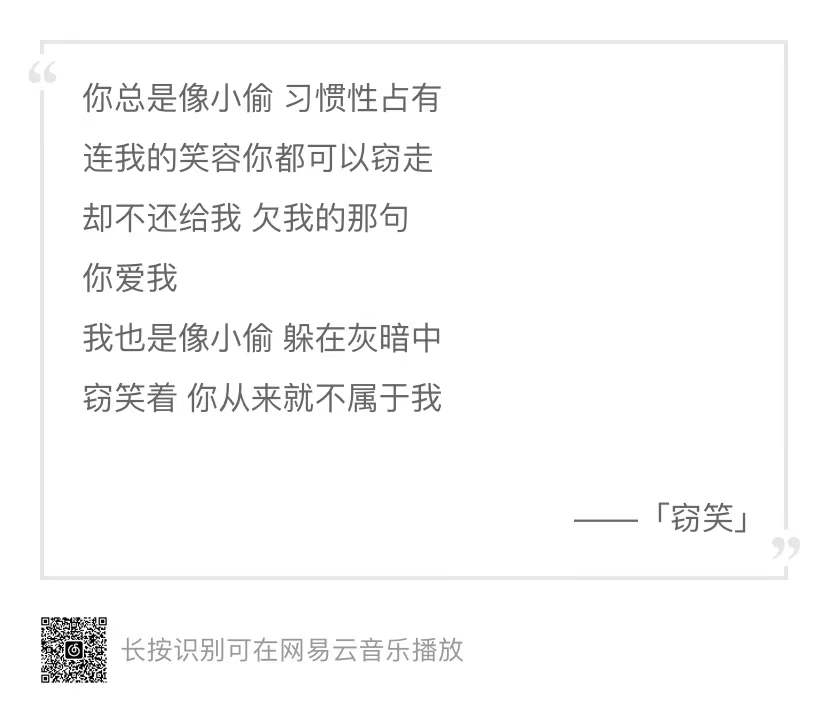 你总是像小偷 习惯性占有
连我的笑容你都可以窃走
却不还给我 欠我的那句
你爱我
我也是像小偷 躲在灰暗中
窃笑着 你从来就不属于我
——「窃笑」
长按识别可在网易云音乐播放